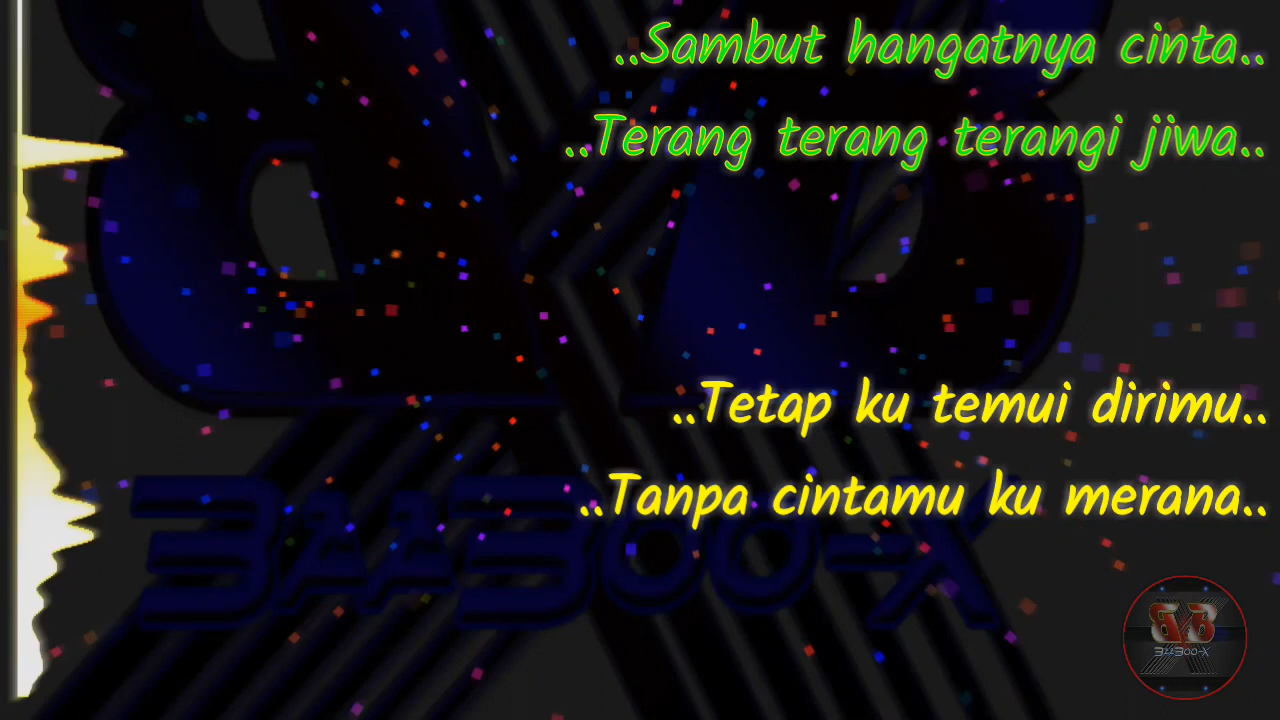 ..Sambut hangatnya cinta..
..Terang terang terangi jiwa..
..Tetap ku temui dirimu..
..Tanpa cintamu ku merana..